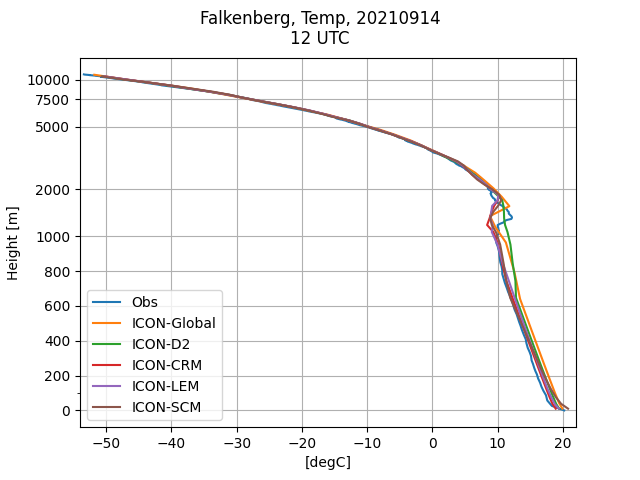 Falkenberg, Temp, 20210914
12 UTC
10000
7500
5000
2000
1000
800
600
400
200
0
Height [m]
Obs
ICON-Global
ICON-D2
ICON-CRM
ICON-LEM
ICON-SCM
−50 −40 −30 −20 −10 0 10 20
[degC]